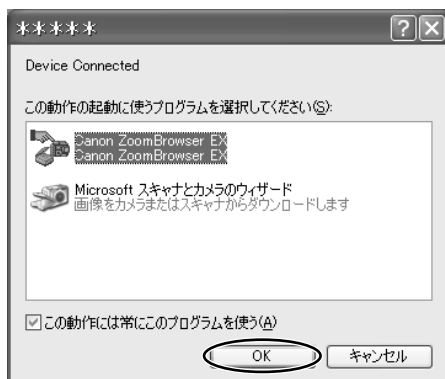 *****
Device Connected
この動作の起動に使うプログラムを選択してください(S):
Canon ZoomBrowser EX
Canon ZoomBrowser EX
Microsoft スキャナとカメラのウィザード
画像をカメラまたはスキャナからダウンロードします
この動作には常にこのプログラムを使う(A)
OK キャンセル